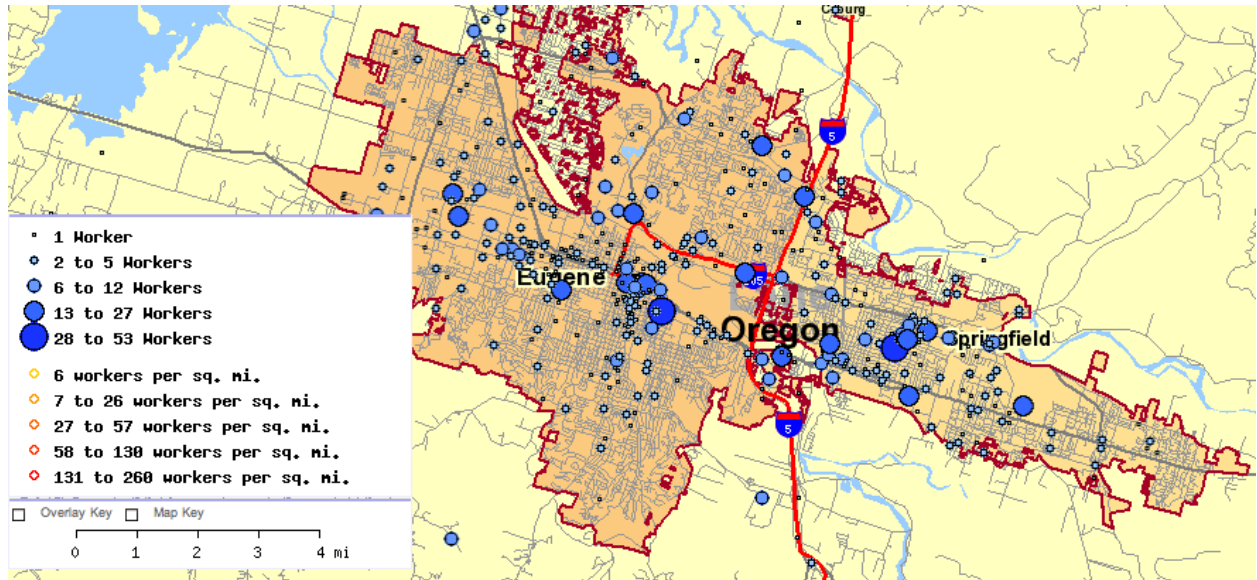 Coburg
5
1 Worker
2 to 5 Workers
6 to 12 Workers
Eugene
13 to 27 Workers
Oregon
28 to 53 Workers
Springfield
6 workers per sq. mi.
7 to 26 workers per sq. mi.
27 to 57 workers per sq. mi.
5
58 to 130 workers per sq. mi.
131 to 260 workers per sq. mi.
Overlay Key
Map Key
0 1 2 3 4 mi